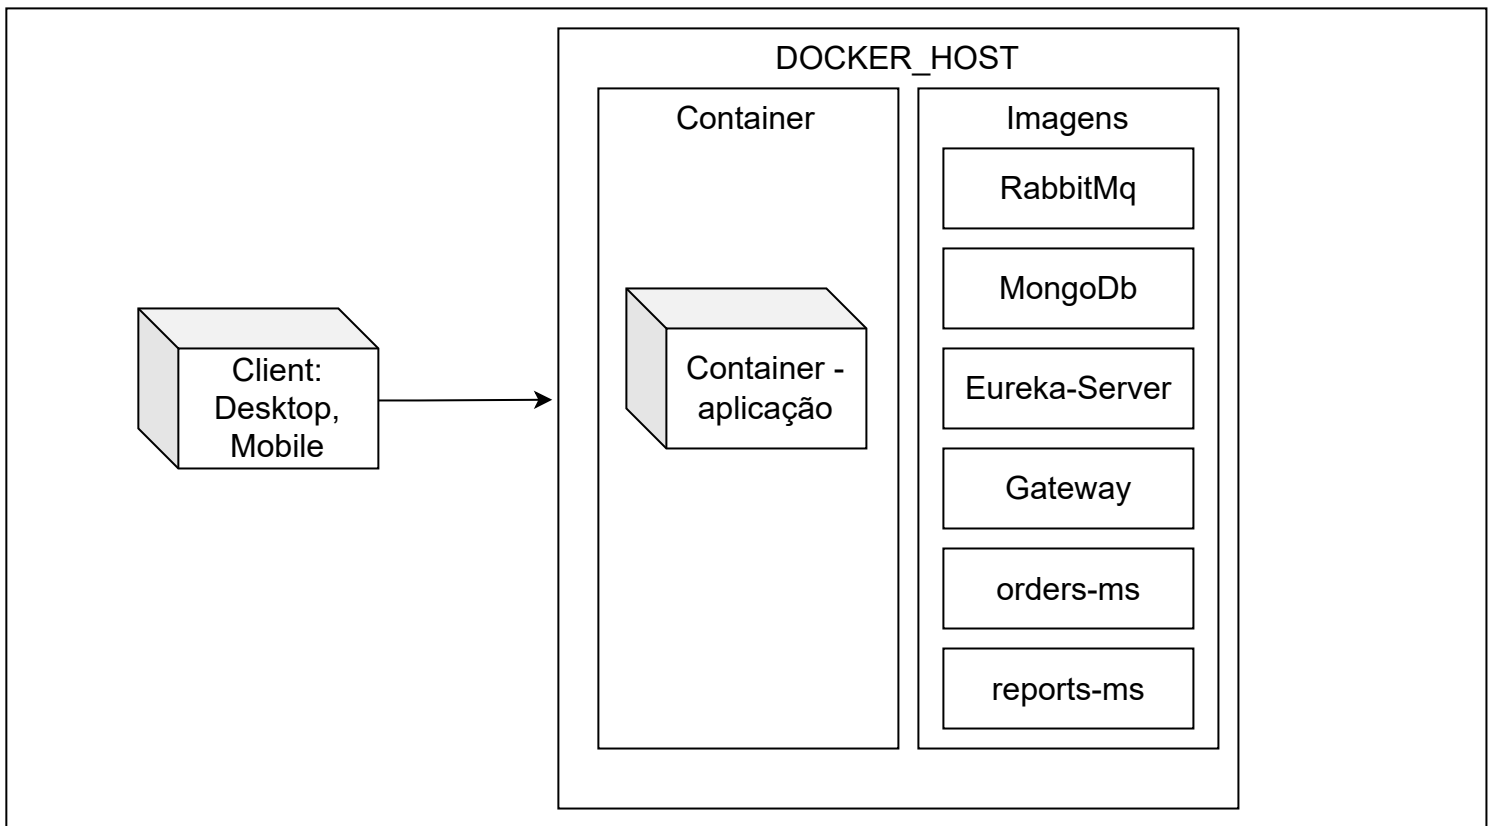 DOCKER_HOST
Container
Imagens
RabbitMq
MongoDb
Client:
Desktop,
Mobile
Container -
aplicação
Eureka-Server
Gateway
orders-ms
reports-ms